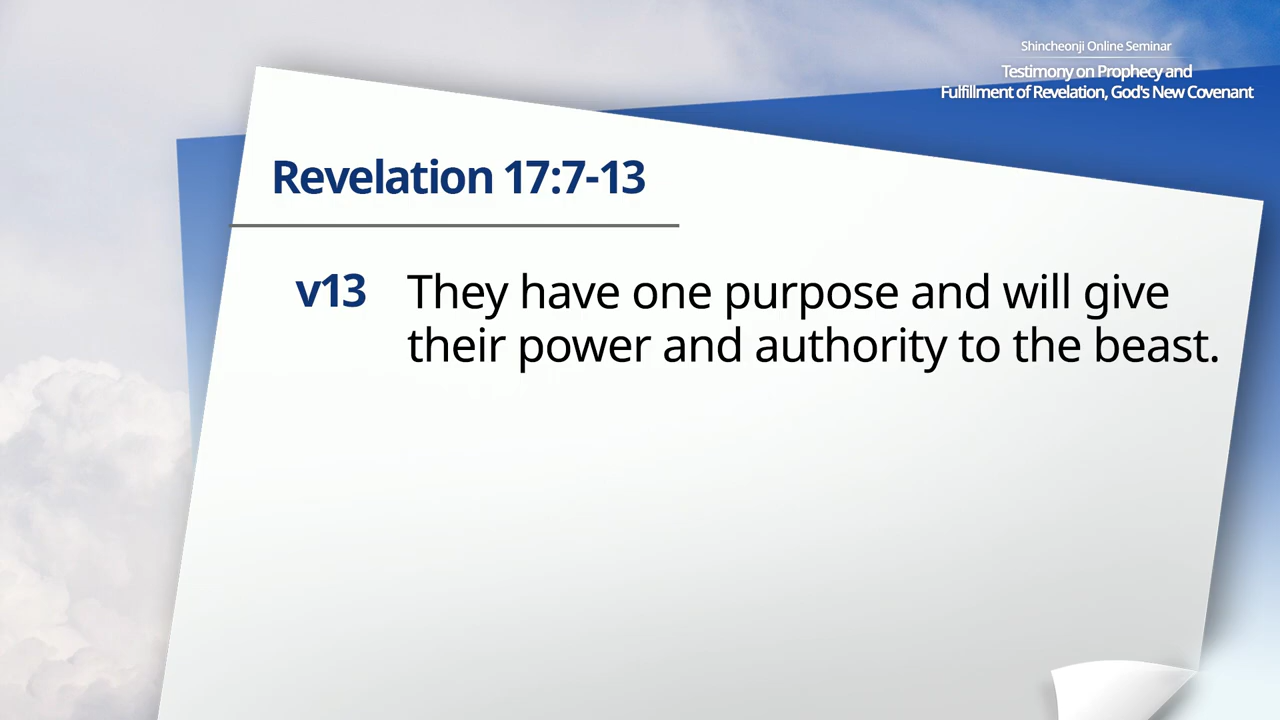 Shincheonji Online Seminar
Testimony on Prophecy and
Fulfillment of Revelation, God's New Covenant
Revelation 17:7-13
v13 They have one purpose and will give
their power and authority to the beast.